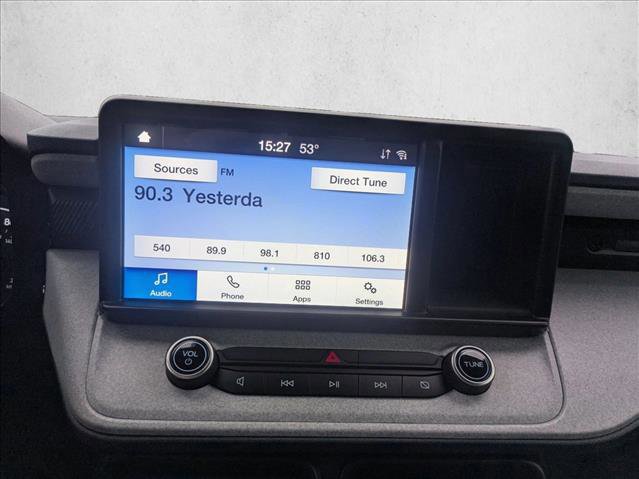 15:27 53°
Sources FM
Direct Tune
90.3 Yesterda
540 89.9 98.1 810 106.3
Audio Phone Apps Settings
VOL
TUNE